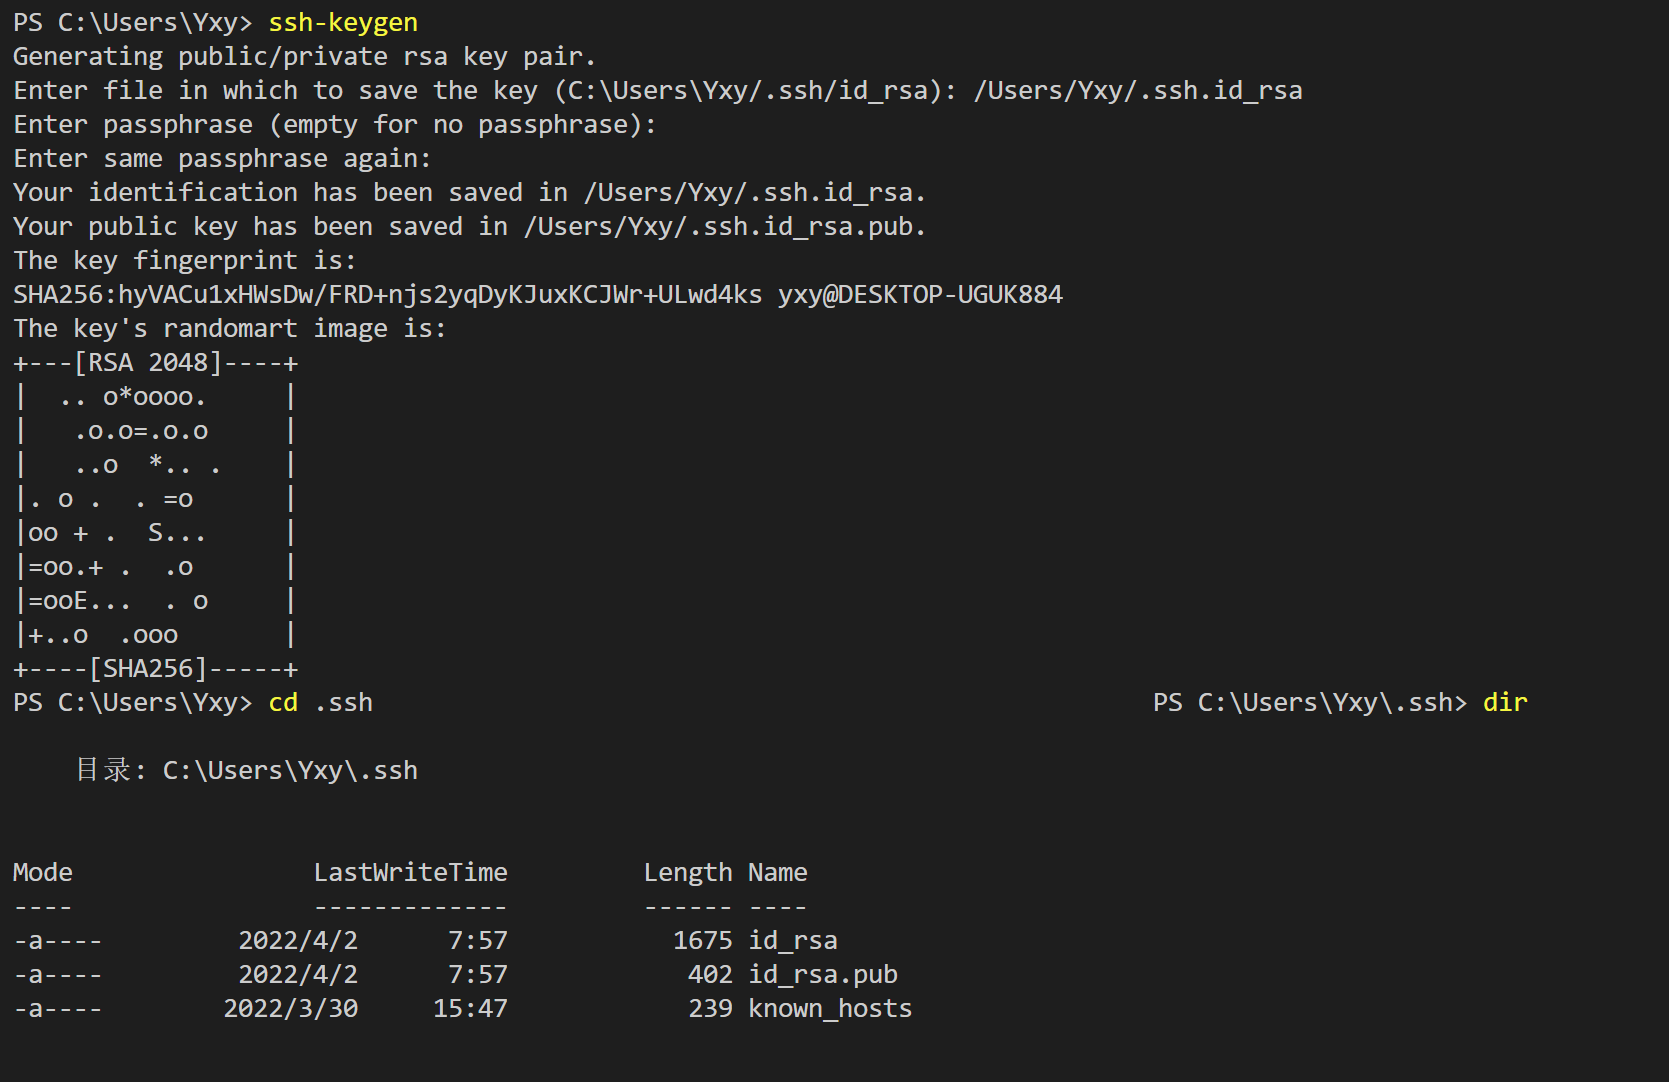 PS C:\Users\Yxy> ssh-keygen
Generating public/private rsa key pair.
Enter file in which to save the key (C:\Users\Yxy/.ssh/id_rsa): /Users/Yxy/.ssh.id_rsa
Enter passphrase (empty for no passphrase):
Enter same passphrase again:
Your identification has been saved in /Users/Yxy/.ssh.id_rsa.
Your public key has been saved in /Users/Yxy/.ssh.id_rsa.pub.
The key fingerprint is:
SHA256:hyVACu1xHWsDw/FRD+njs2yqDyKJuxKCJWr+ULwd4ks yxy@DESKTOP-UGUK884
The key's randomart image is:
+---[RSA 2048]----+
|  .. o*oooo.     |
|   .o.o=.o.o     |
|   ..o  *.. .    |
|. o .  . =o      |
|oo + .  S...     |
|=oo.+ .  .o      |
|=ooE...  . o     |
|+..o  .ooo       |
+----[SHA256]-----+
PS C:\Users\Yxy> cd .ssh                                                    PS C:\Users\Yxy\.ssh> dir
    目录: C:\Users\Yxy\.ssh
Mode                LastWriteTime         Length Name
----                -------------         ------ ----
-a----         2022/4/2      7:57           1675 id_rsa
-a----         2022/4/2      7:57            402 id_rsa.pub
-a----        2022/3/30     15:47            239 known_hosts